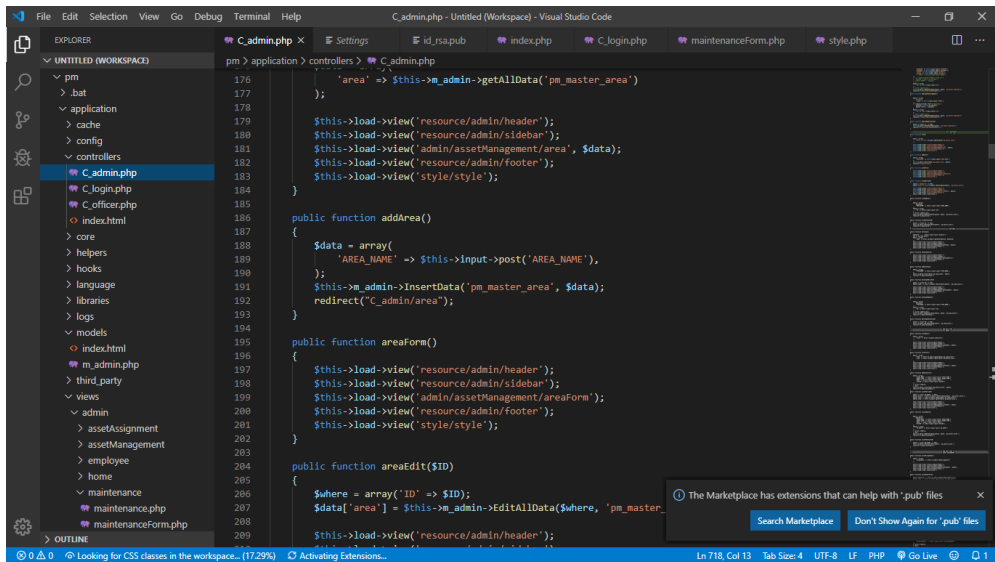 File Edit Selection View Go Debug Terminal Help C_admin.php - Untitled (Workspace) - Visual Studio Code
EXPLORER
UNTITLED (WORKSPACE)
pm
.bat
application
cache
config
controllers
C_admin.php
C_login.php
C_officer.php
index.html
core
helpers
hooks
language
libraries
logs
models
index.html
m_admin.php
third_party
views
admin
assetAssignment
assetManagement
employee
home
maintenance
maintenance.php
maintenanceForm.php
OUTLINE
C_admin.php Settings id_rsa.pub index.php C_login.php maintenanceForm.php style.php
pm > application > controllers > C_admin.php
176 'area' => $this->m_admin->getAllData('pm_master_area')
177 );
178
179 $this->load->view('resource/admin/header');
180 $this->load->view('resource/admin/sidebar');
181 $this->load->view('admin/assetManagement/area', $data);
182 $this->load->view('resource/admin/footer');
183 $this->load->view('style/style');
184 }
185
186 public function addArea()
187 {
188 $data = array(
189 'AREA_NAME' => $this->input->post('AREA_NAME'),
190 );
191 $this->m_admin->InsertData('pm_master_area', $data);
192 redirect("C_admin/area");
193 }
194
195 public function areaForm()
196 {
197 $this->load->view('resource/admin/header');
198 $this->load->view('resource/admin/sidebar');
199 $this->load->view('admin/assetManagement/areaForm');
200 $this->load->view('resource/admin/footer');
201 $this->load->view('style/style');
202 }
203
204 public function areaEdit($ID)
205 {
206 $where = array('ID' => $ID);
207 $data['area'] = $this->m_admin->EditAllData($where, 'pm_master_
208
209 $this->load->view('resource/admin/header');
The Marketplace has extensions that can help with '.pub' files
Search Marketplace Don't Show Again for '.pub' files
0 0 Looking for CSS classes in the workspace... (17.29%) Activating Extensions... Ln 718, Col 13 Tab Size: 4 UTF-8 LF PHP Go Live 1